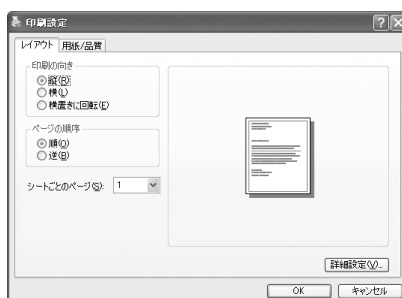 印刷設定
レイアウト 用紙/品質
印刷の向き
縦(R)
横(L)
横置きに回転(E)
ページの順序
順(O)
逆(B)
シートごとのページ(S): 1
詳細設定(V)...
OK キャンセル